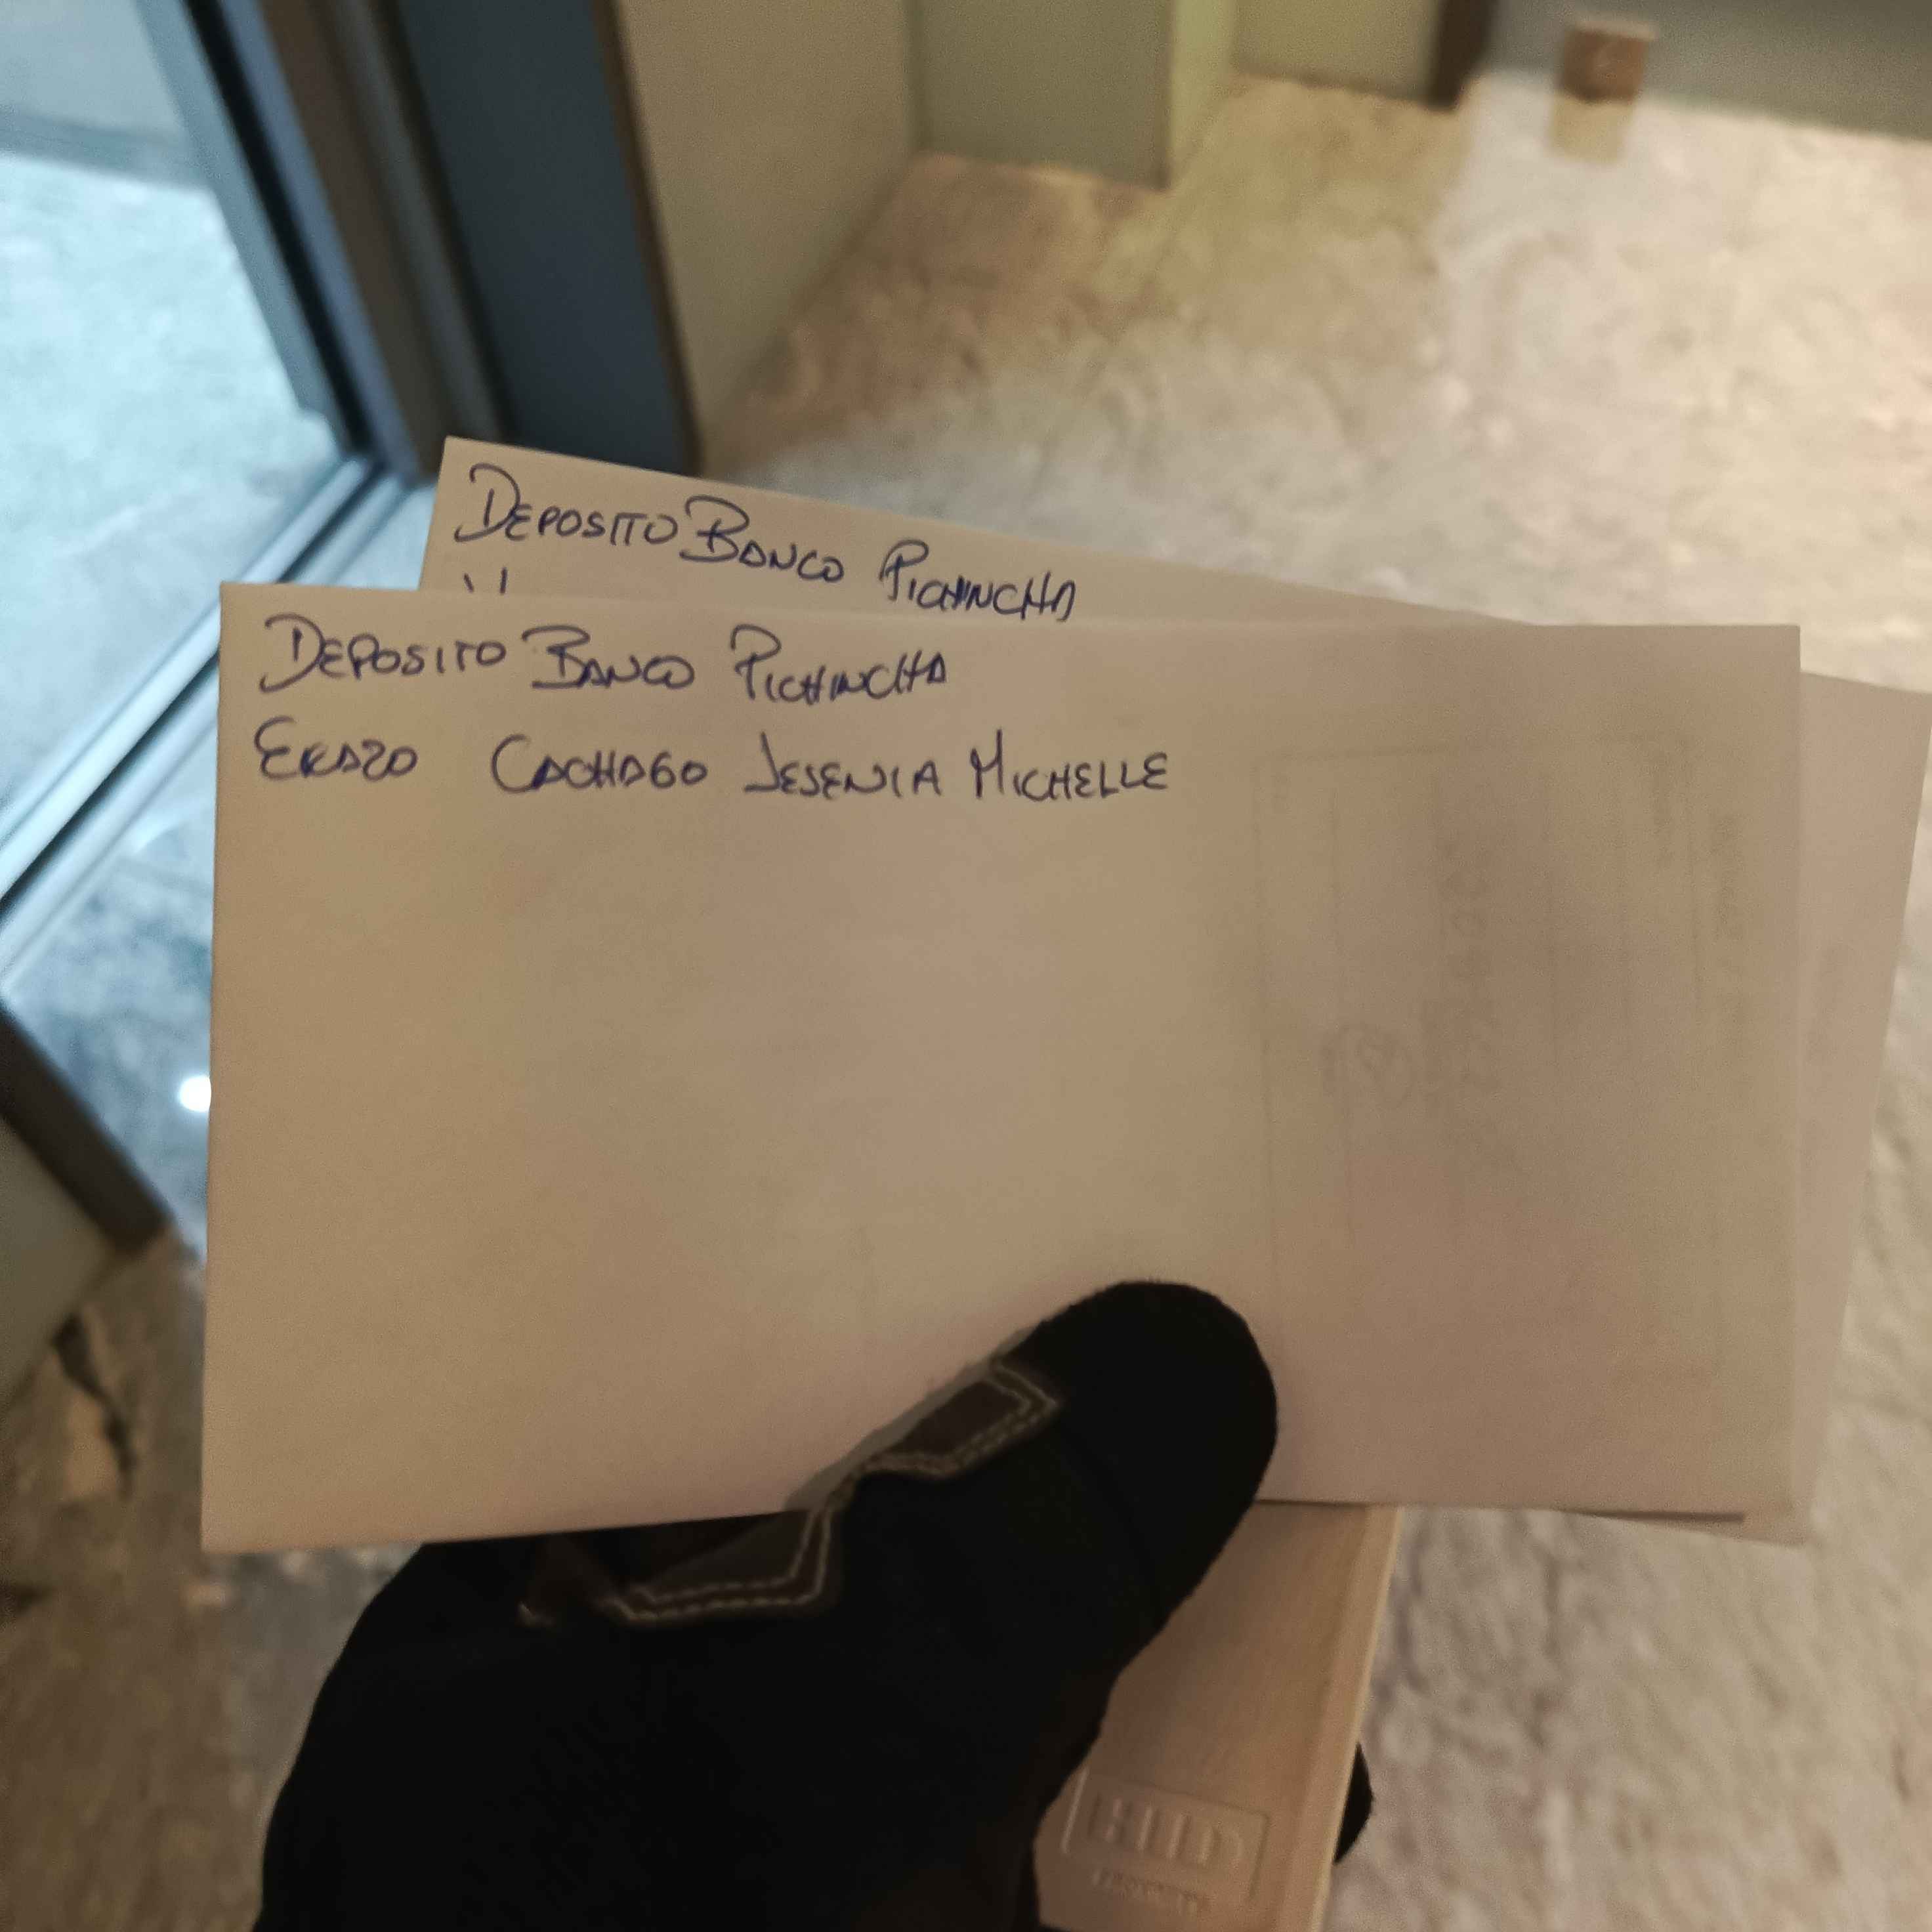 DEPOSITO BANCO PICHINCHA
DEPOSITO BANCO PICHINCHA
ERAZO CACHAGO JESENIA MICHELLE
HID